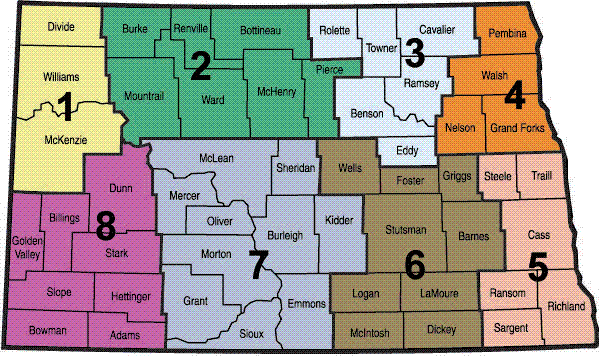 Divide
Burke
Renville
Bottineau
Rolette
Towner
Cavalier
Pembina
Williams
1
2
Pierce
3
Ramsey
Walsh
4
Mountrail
Ward
McHenry
Benson
Nelson
Grand Forks
McKenzie
Eddy
McLean
Sheridan
Wells
Foster
Griggs
Steele
Traill
Dunn
Mercer
Oliver
Burleigh
Kidder
Stutsman
Barnes
Cass
Billings
8
Golden
Valley
Stark
Morton
7
6
5
Slope
Hettinger
Grant
Emmons
Logan
LaMoure
Ransom
Richland
Bowman
Adams
Sioux
McIntosh
Dickey
Sargent